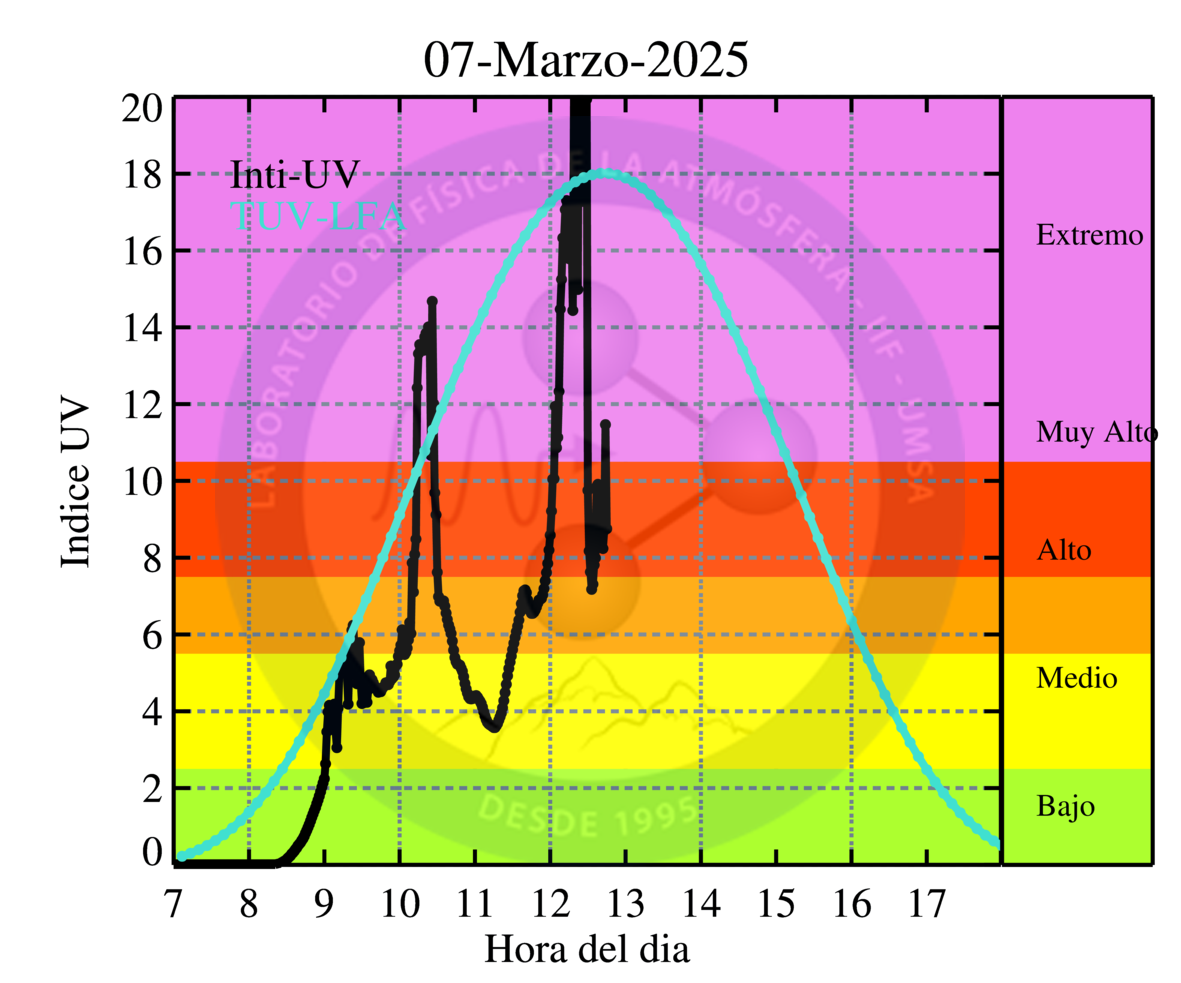 07-Marzo-2025
Indice UV
20
18
16
14
12
10
8
6
4
2
0
Inti-UV
TUV-LFA
LABORATORIO DE FÍSICA DE LA ATMÓSFERA - IIF - UMSA
DESDE 1995
Extremo
Muy Alto
Alto
Medio
Bajo
7 8 9 10 11 12 13 14 15 16 17
Hora del dia